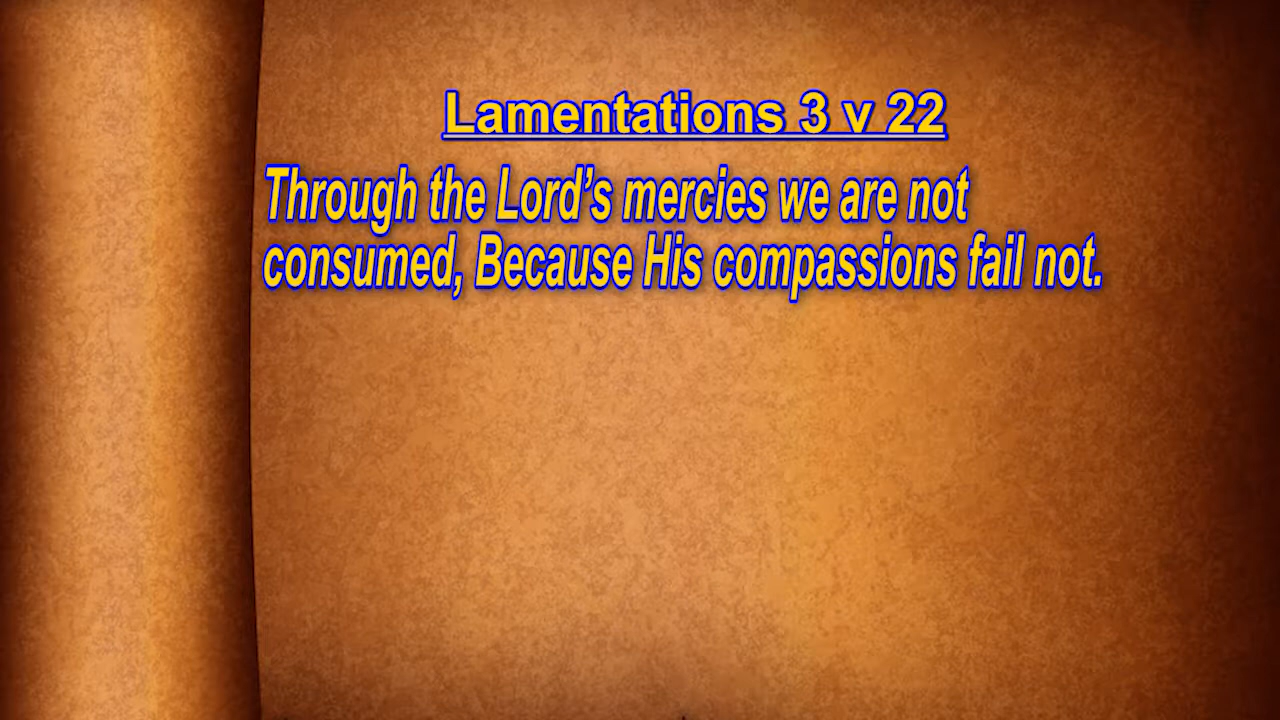 Lamentations 3 v 22
Through the Lord’s mercies we are not
consumed, Because His compassions fail not.